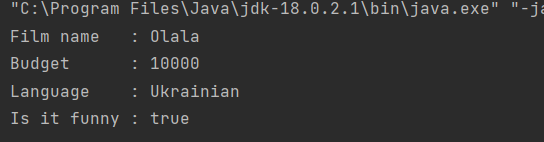 "C:\Program Files\Java\jdk-18.0.2.1\bin\java.exe" "-ja
Film name   : Olala
Budget      : 10000
Language    : Ukrainian
Is it funny : true